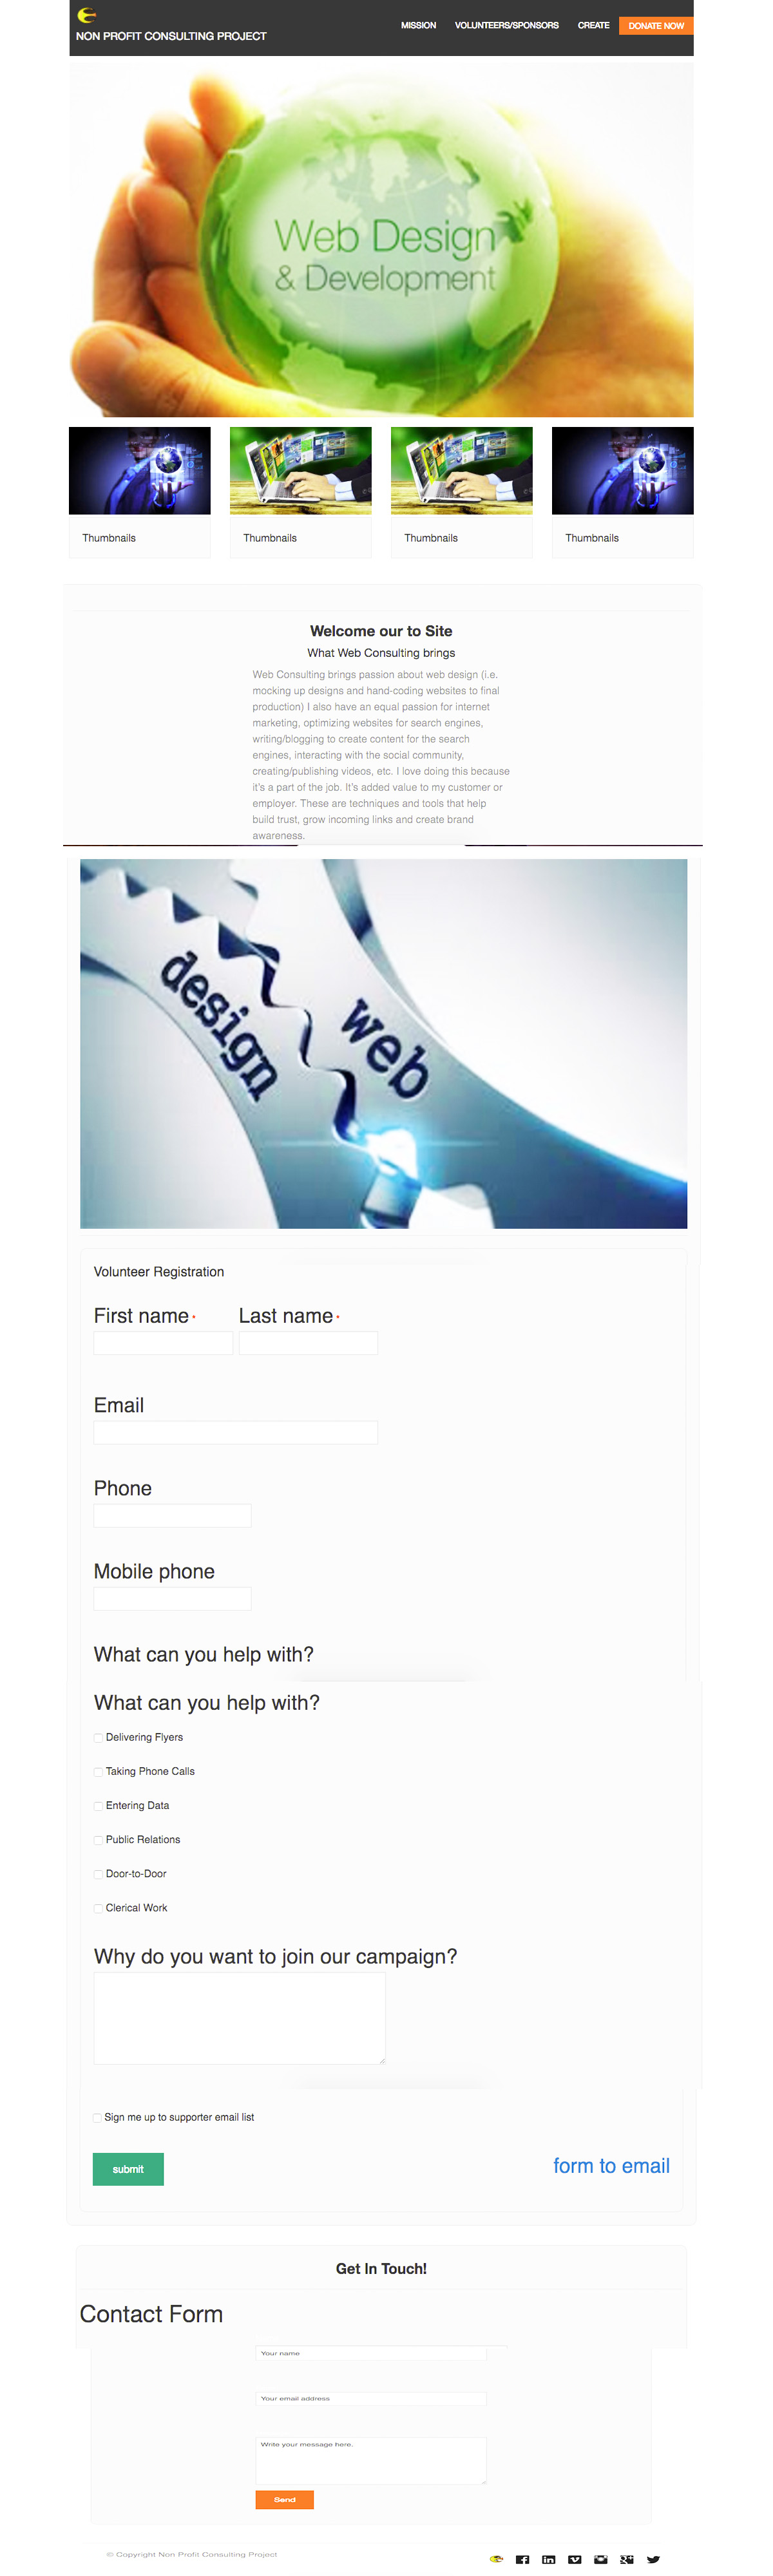 NON PROFIT CONSULTING PROJECT
MISSION
VOLUNTEERS/SPONSORS
CREATE
DONATE NOW
Web Design
& Development
Thumbnails
Thumbnails
Thumbnails
Thumbnails
Welcome our to Site
What Web Consulting brings
Web Consulting brings passion about web design (i.e.
mocking up designs and hand-coding websites to final
production) I also have an equal passion for internet
marketing, optimizing websites for search engines,
writing/blogging to create content for the search
engines, interacting with the social community,
creating/publishing videos, etc. I love doing this because
it's a part of the job. It's added value to my customer or
employer. These are techniques and tools that help
build trust, grow incoming links and create brand
awareness.
design
web
Volunteer Registration
First name *
Last name *
Email
Phone
Mobile phone
What can you help with?
What can you help with?
Delivering Flyers
Taking Phone Calls
Entering Data
Public Relations
Door-to-Door
Clerical Work
Why do you want to join our campaign?
Sign me up to supporter email list
submit
form to email
Get In Touch!
Contact Form
Your name
Your email address
Write your message here.
Send
© Copyright Non Profit Consulting Project